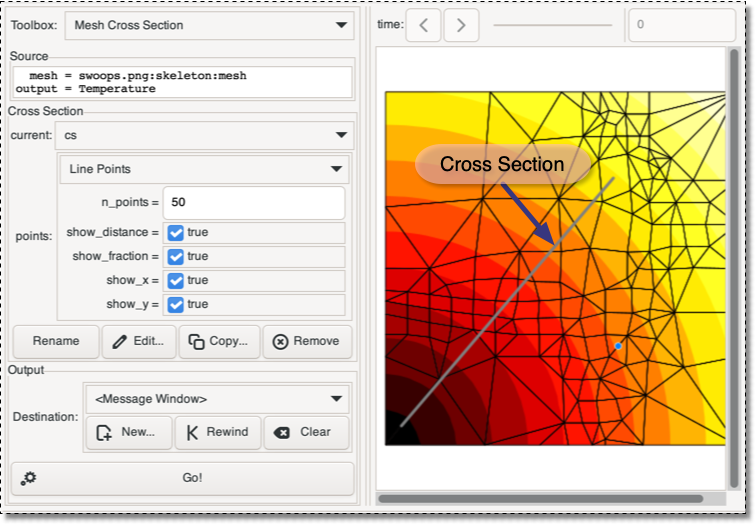 Toolbox: Mesh Cross Section
Source
mesh = swoops.png:skeleton:mesh
output = Temperature
Cross Section
current: cs
points:
Line Points
n_points = 50
show_distance = true
show_fraction = true
show_x = true
show_y = true
Rename Edit... Copy... Remove
Output
Destination: <Message Window>
New... Rewind Clear
Go!
time: 0
Cross Section